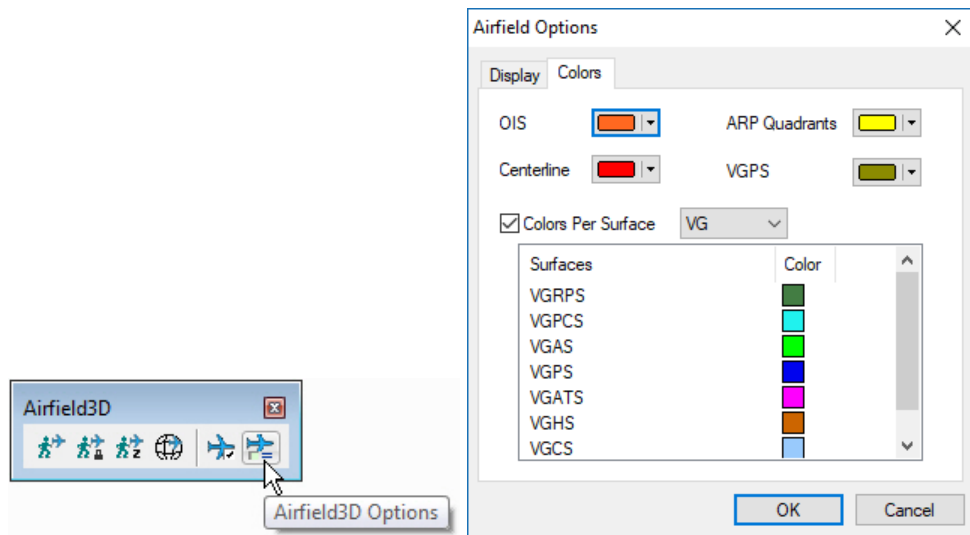 Airfield3D
Airfield3D Options
Airfield Options
Display Colors
OIS ARP Quadrants
Centerline VGPS
Colors Per Surface VG
Surfaces Color
VGRPS
VGPCS
VGAS
VGPS
VGATS
VGHS
VGCS
OK Cancel